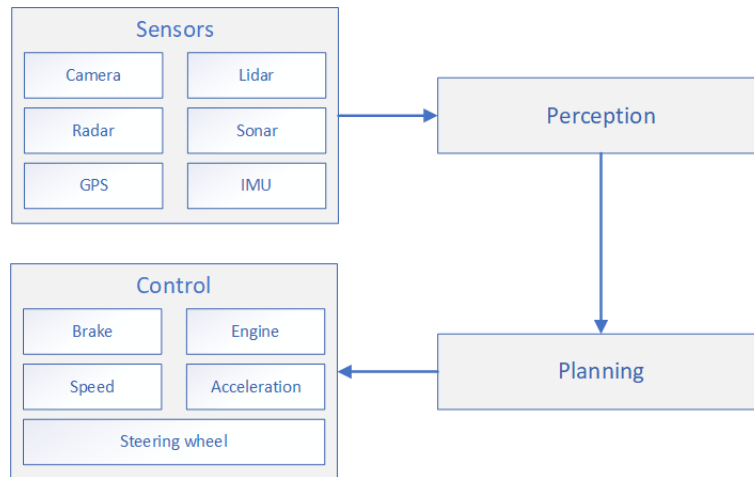 Sensors
Camera
Lidar
Radar
Sonar
GPS
IMU
Perception
Control
Brake
Engine
Speed
Acceleration
Steering wheel
Planning